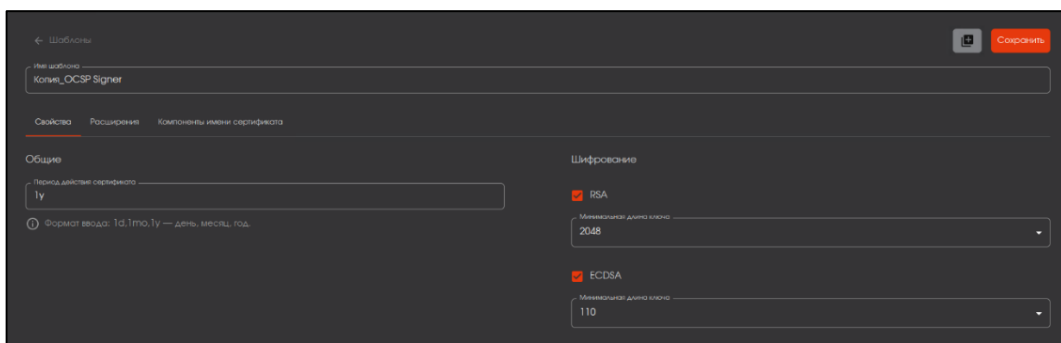 ← Шаблоны
Сохранить
Имя шаблона
Копия_OCSP Signer
Свойства Расширения Компоненты имени сертификата
Общие
Шифрование
Период действия сертификата
1y
RSA
Формат ввода: 1d,1mo,1y — день, месяц, год.
Минимальная длина ключа
2048
ECDSA
Минимальная длина ключа
110